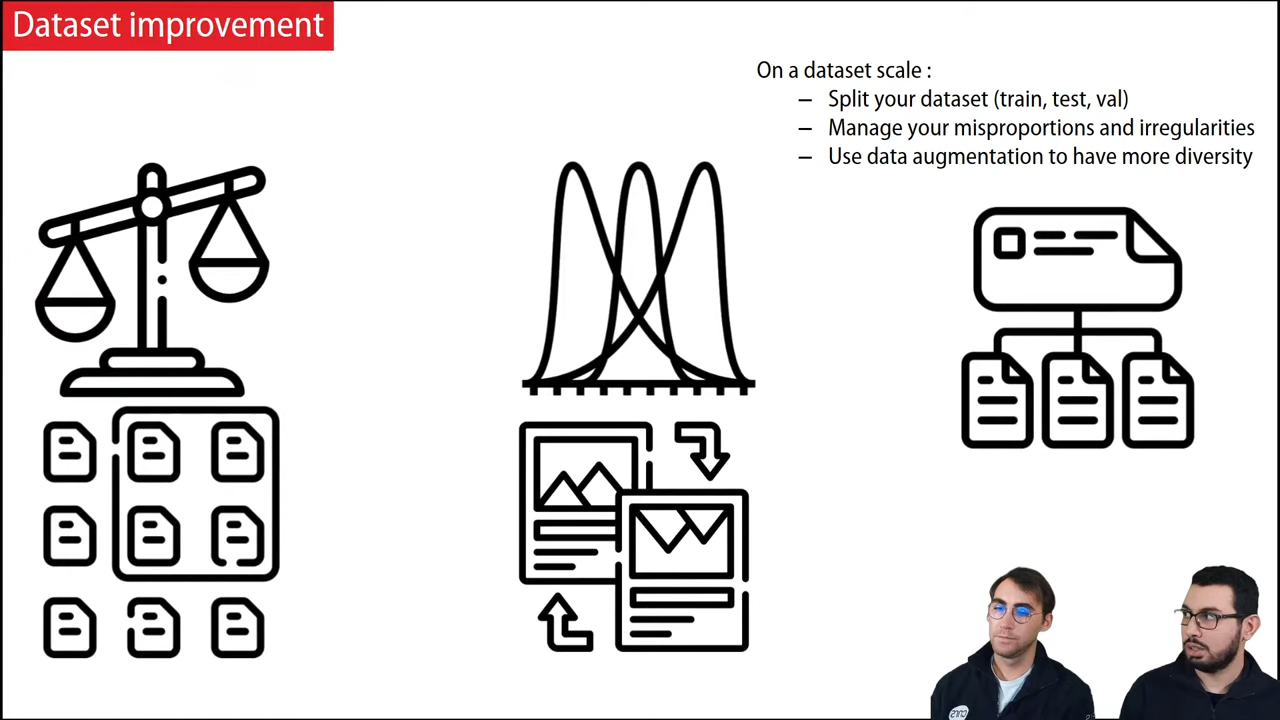 Dataset improvement
On a dataset scale :
– Split your dataset (train, test, val)
– Manage your misproportions and irregularities
– Use data augmentation to have more diversity